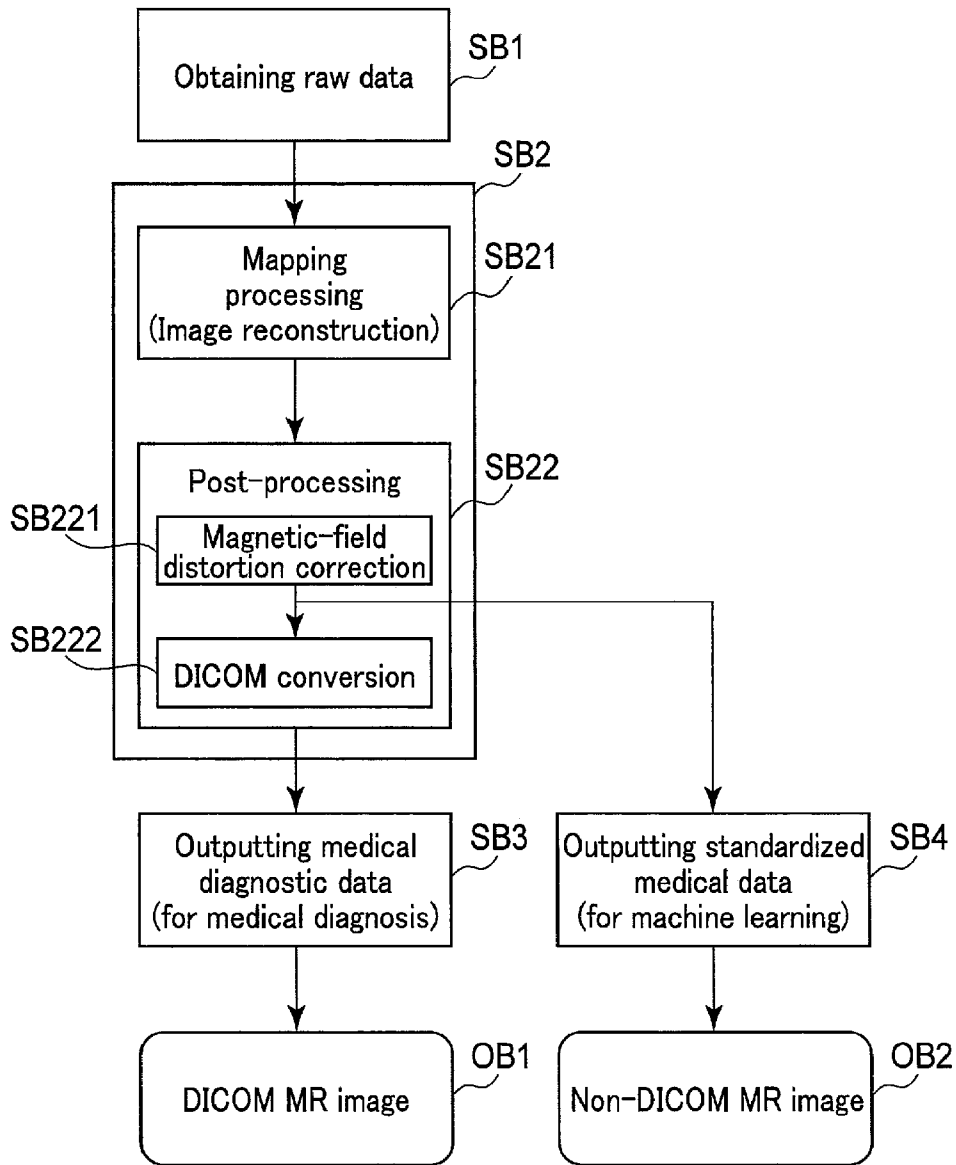 Obtaining raw data
SB1
SB2
Mapping
processing
(Image reconstruction)
SB21
Post-processing
SB22
SB221
Magnetic-field
distortion correction
SB222
DICOM conversion
Outputting medical
diagnostic data
(for medical diagnosis)
SB3
Outputting standardized
medical data
(for machine learning)
SB4
DICOM MR image
OB1
Non-DICOM MR image
OB2